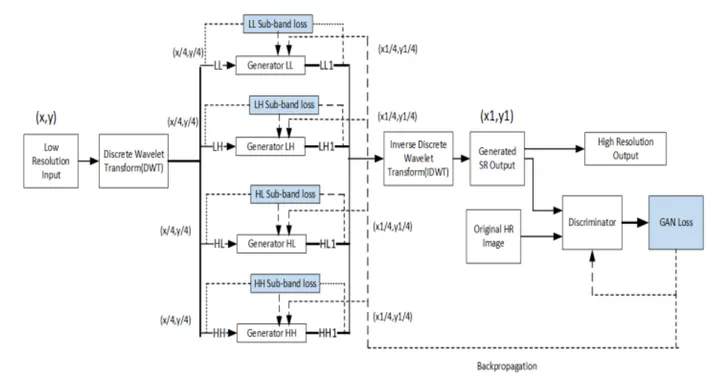 LL Sub-band loss
(x/4,y/4)
(x1/4,y1/4)
LL
Generator LL
LL1
(x,y)
(x/4,y/4)
LH Sub-band loss
(x1/4,y1/4)
(x1,y1)
Low
Resolution
Input
Discrete Wavelet
Transform(DWT)
LH
Generator LH
LH1
Inverse Discrete
Wavelet
Transform(IDWT)
Generated
SR Output
High Resolution
Output
HL Sub-band loss
(x/4,y/4)
(x1/4,y1/4)
HL
Generator HL
HL1
Original HR
Image
Discriminator
GAN Loss
HH Sub-band loss
(x/4,y/4)
(x1/4,y1/4)
HH
Generator HH
HH1
Backpropagation